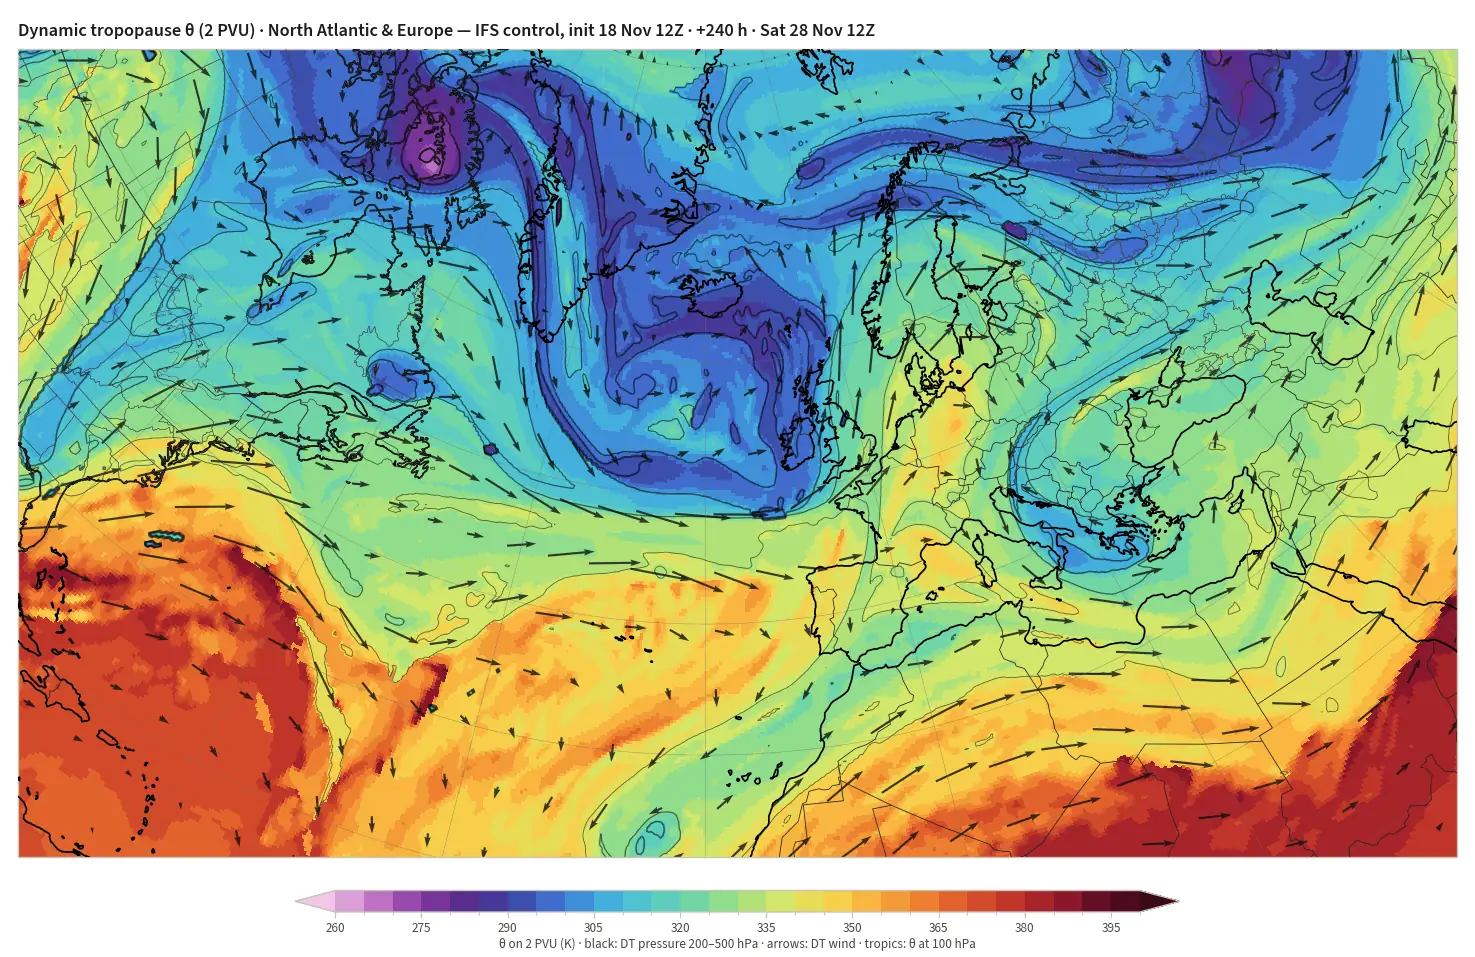 Dynamic tropopause θ (2 PVU) · North Atlantic & Europe — IFS control, init 18 Nov 12Z · +240 h · Sat 28 Nov 12Z
260 275 290 305 320 335 350 365 380 395
θ on 2 PVU (K) · black: DT pressure 200–500 hPa · arrows: DT wind · tropics: θ at 100 hPa